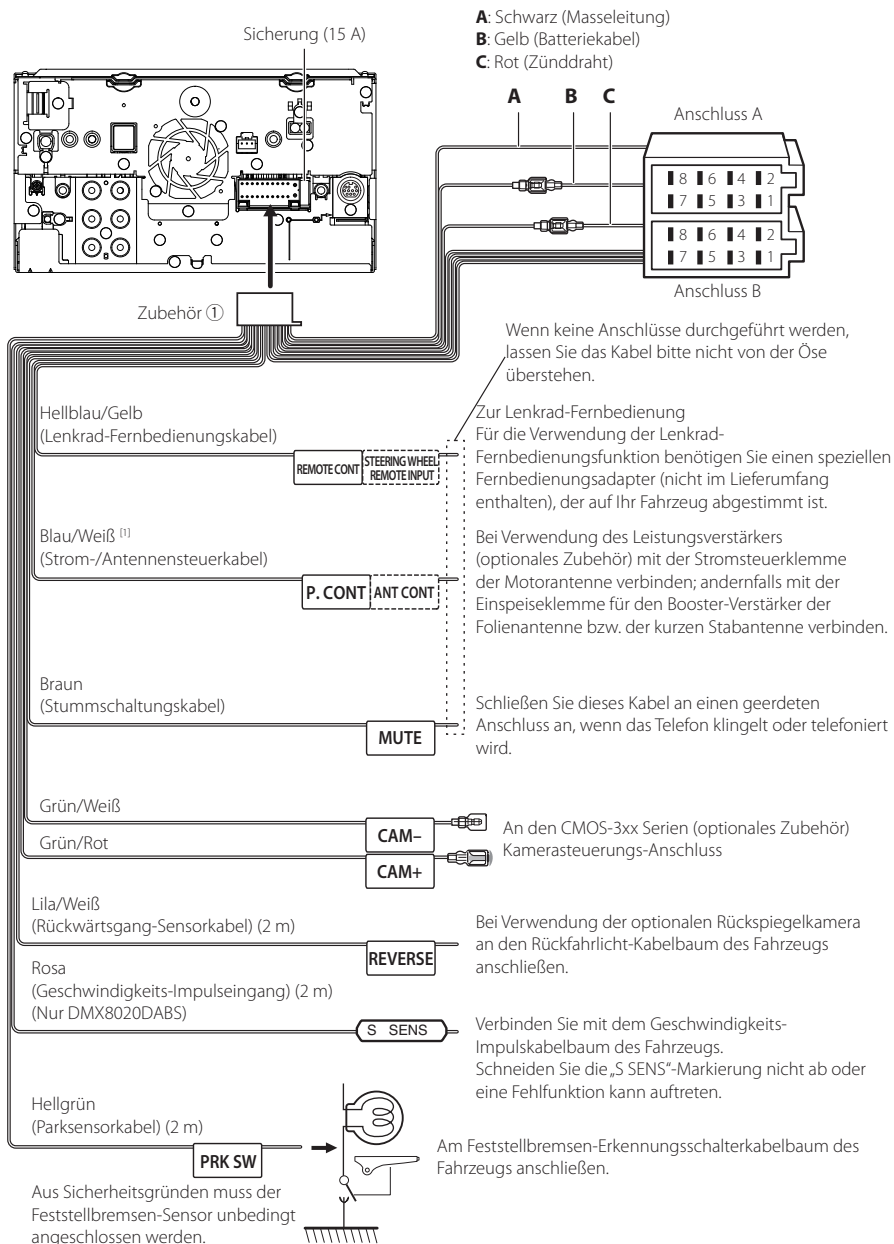 Sicherung (15 A)
A: Schwarz (Masseleitung)
B: Gelb (Batteriekabel)
C: Rot (Zünddraht)
A B C
Anschluss A
8 6 4 2
7 5 3 1
8 6 4 2
7 5 3 1
Anschluss B
Zubehör ①
Wenn keine Anschlüsse durchgeführt werden,
lassen Sie das Kabel bitte nicht von der Öse
überstehen.
Hellblau/Gelb
(Lenkrad-Fernbedienungskabel)
REMOTE CONT
STEERING WHEEL
REMOTE INPUT
Zur Lenkrad-Fernbedienung
Für die Verwendung der Lenkrad-
Fernbedienungsfunktion benötigen Sie einen speziellen
Fernbedienungsadapter (nicht im Lieferumfang
enthalten), der auf Ihr Fahrzeug abgestimmt ist.
Blau/Weiß [1]
(Strom-/Antennensteuerkabel)
P. CONT ANT CONT
Bei Verwendung des Leistungsverstärkers
(optionales Zubehör) mit der Stromsteuerklemme
der Motorantenne verbinden; andernfalls mit der
Einspeiseklemme für den Booster-Verstärker der
Folienantenne bzw. der kurzen Stabantenne verbinden.
Braun
(Stummschaltungskabel)
MUTE
Schließen Sie dieses Kabel an einen geerdeten
Anschluss an, wenn das Telefon klingelt oder telefoniert
wird.
Grün/Weiß
CAM–
Grün/Rot
CAM+
An den CMOS-3xx Serien (optionales Zubehör)
Kamerasteuerungs-Anschluss
Lila/Weiß
(Rückwärtsgang-Sensorkabel) (2 m)
REVERSE
Bei Verwendung der optionalen Rückspiegelkamera
an den Rückfahrlicht-Kabelbaum des Fahrzeugs
anschließen.
Rosa
(Geschwindigkeits-Impulseingang) (2 m)
(Nur DMX8020DABS)
S SENS
Verbinden Sie mit dem Geschwindigkeits-
Impulskabelbaum des Fahrzeugs.
Schneiden Sie die „S SENS“-Markierung nicht ab oder
eine Fehlfunktion kann auftreten.
Hellgrün
(Parksensorkabel) (2 m)
PRK SW
Am Feststellbremsen-Erkennungsschalterkabelbaum des
Fahrzeugs anschließen.
Aus Sicherheitsgründen muss der
Feststellbremsen-Sensor unbedingt
angeschlossen werden.